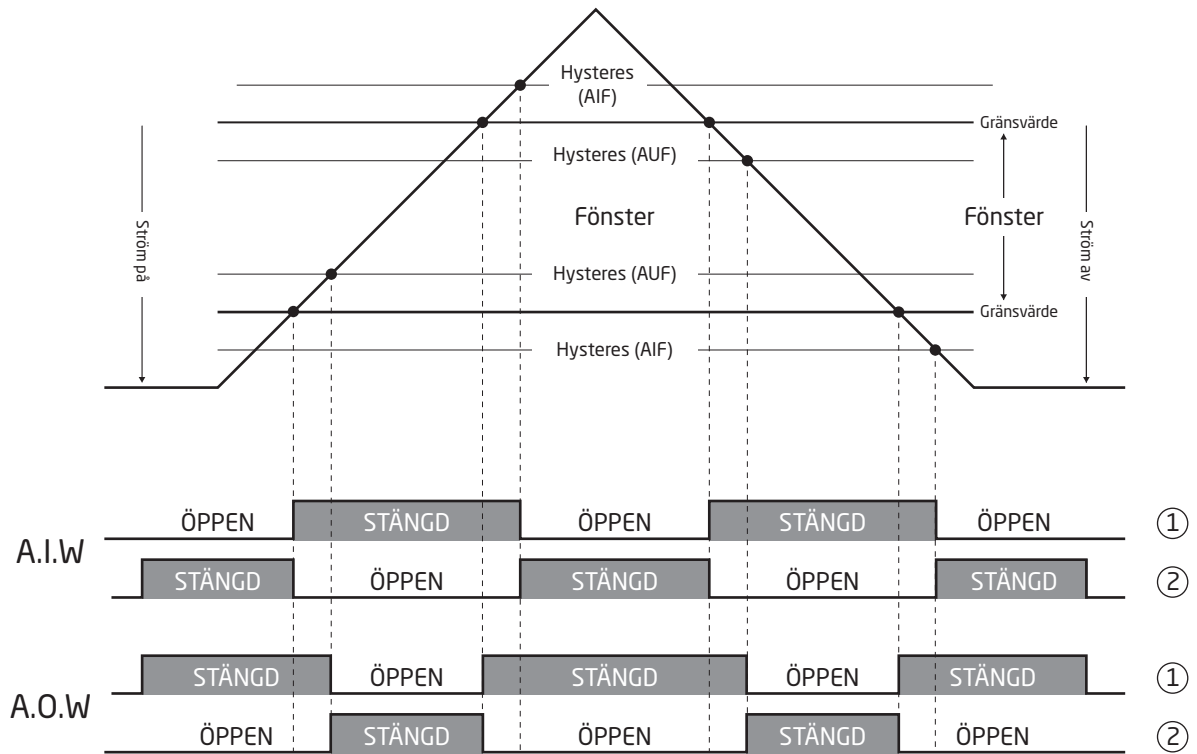 Hysteres
(AIF)
Gränsvärde
Hysteres (AUF)
Ström på
Fönster
Fönster
Ström av
Hysteres (AUF)
Gränsvärde
Hysteres (AIF)
A.I.W
ÖPPEN STÄNGD ÖPPEN STÄNGD ÖPPEN ①
STÄNGD ÖPPEN STÄNGD ÖPPEN STÄNGD ②
A.O.W
STÄNGD ÖPPEN STÄNGD ÖPPEN STÄNGD ①
ÖPPEN STÄNGD ÖPPEN STÄNGD ÖPPEN ②